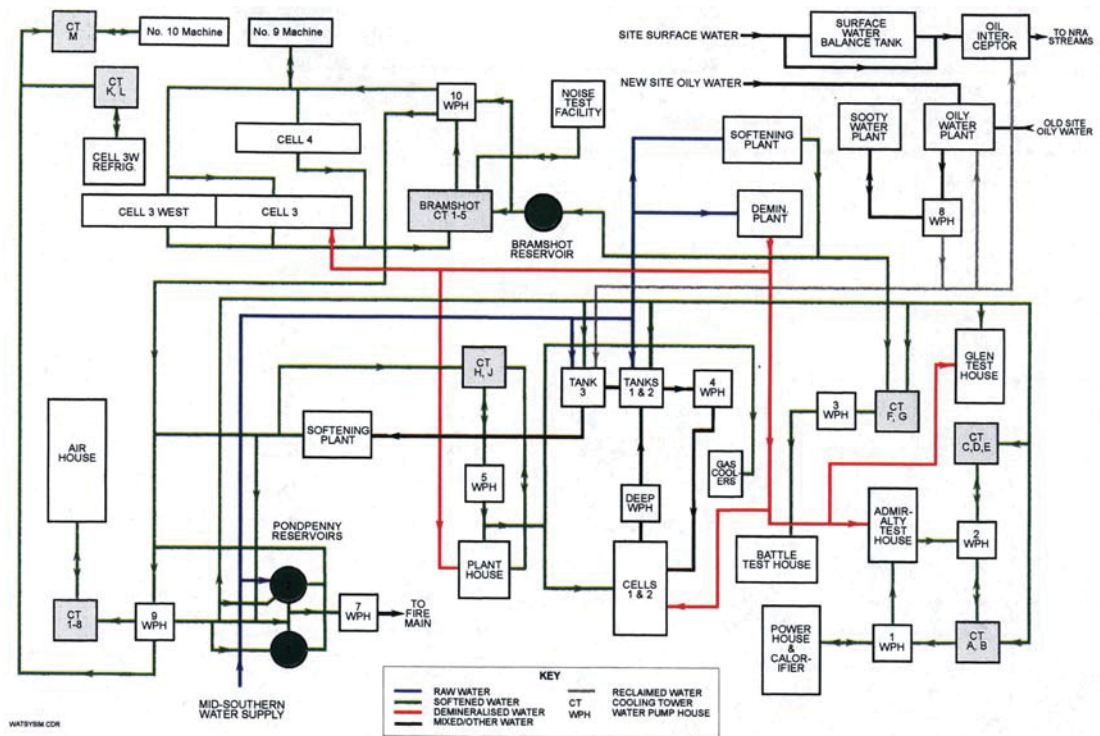 CT
M
No. 10 Machine
No. 9 Machine
CT
K, L
CELL 3W
REFRIG.
CELL 4
10
WPH
NOISE
TEST
FACILITY
CELL 3 WEST
CELL 3
BRAMSHOT
CT 1-5
BRAMSHOT
RESERVOIR
SITE SURFACE WATER
SURFACE
WATER
BALANCE TANK
OIL
INTER-
CEPTOR
TO NRA
STREAMS
NEW SITE OILY WATER
SOFTENING
PLANT
SOOTY
WATER
PLANT
OILY
WATER
PLANT
OLD SITE
OILY WATER
DEMIN.
PLANT
8
WPH
AIR
HOUSE
CT
H, J
SOFTENING
PLANT
TANK
3
TANKS
1 & 2
4
WPH
3
WPH
CT
F, G
GLEN
TEST
HOUSE
5
WPH
DEEP
WPH
GAS
COOL-
ERS
CT
C,D,E
PLANT
HOUSE
CELLS
1 & 2
BATTLE
TEST HOUSE
ADMIR-
ALTY
TEST
HOUSE
2
WPH
PONDPENNY
RESERVOIRS
CT
1-8
9
WPH
7
WPH
TO
FIRE
MAIN
POWER
HOUSE
&
CALOR-
IFIER
1
WPH
CT
A, B
MID-SOUTHERN
WATER SUPPLY
KEY
RAW WATER
SOFTENED WATER
DEMINERALISED WATER
MIXED/OTHER WATER
RECLAIMED WATER
CT COOLING TOWER
WPH WATER PUMP HOUSE
WATSYSIM.CDR